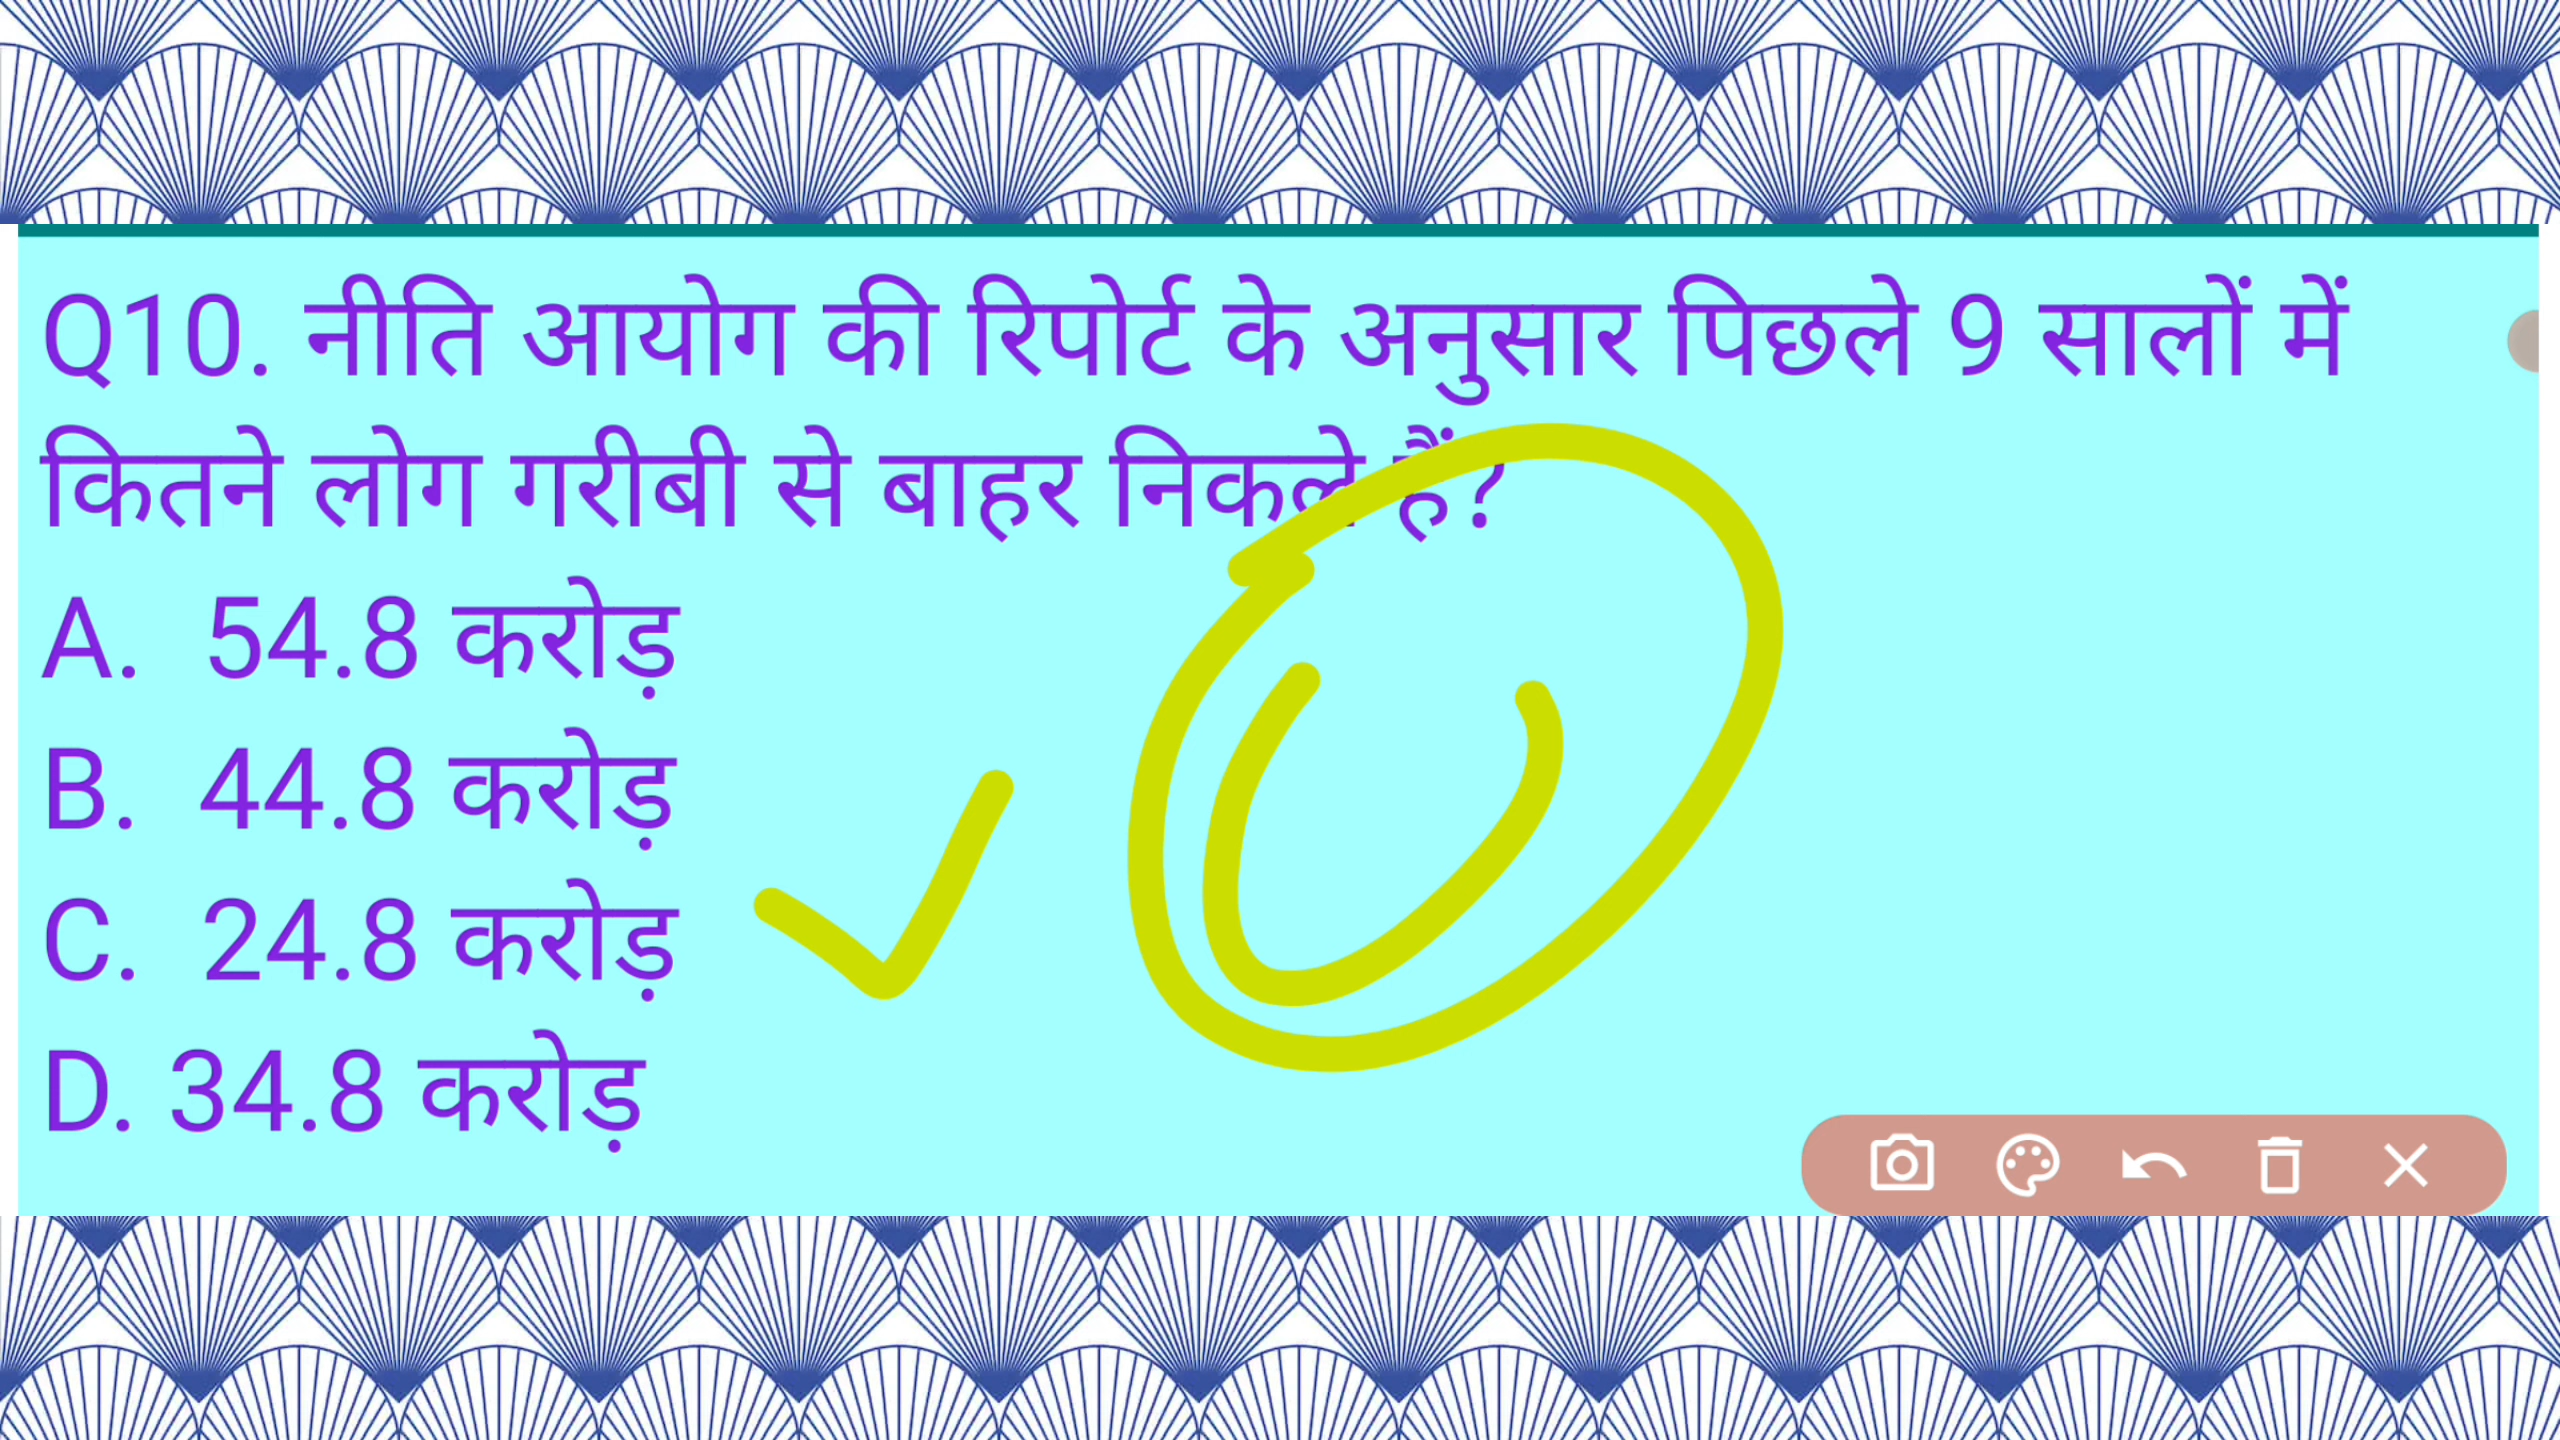 Q10. नीति आयोग की रिपोर्ट के अनुसार पिछले 9 सालों में
कितने लोग गरीबी से बाहर निकले हैं?
A. 54.8 करोड़
B. 44.8 करोड़
C. 24.8 करोड़
D. 34.8 करोड़